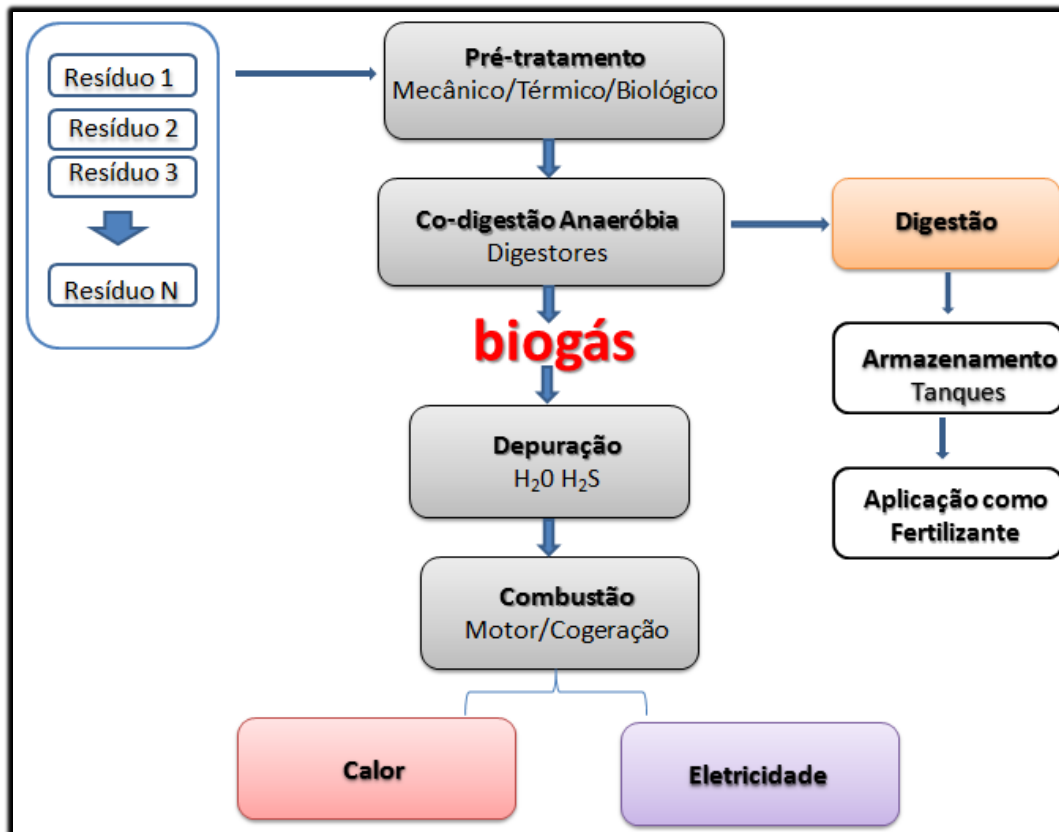 Resíduo 1
Resíduo 2
Resíduo 3
Resíduo N
Pré-tratamento
Mecânico/Térmico/Biológico
Co-digestão Anaeróbia
Digestores
biogás
Depuração
H₂0 H₂S
Combustão
Motor/Cogeração
Calor
Eletricidade
Digestão
Armazenamento
Tanques
Aplicação como
Fertilizante